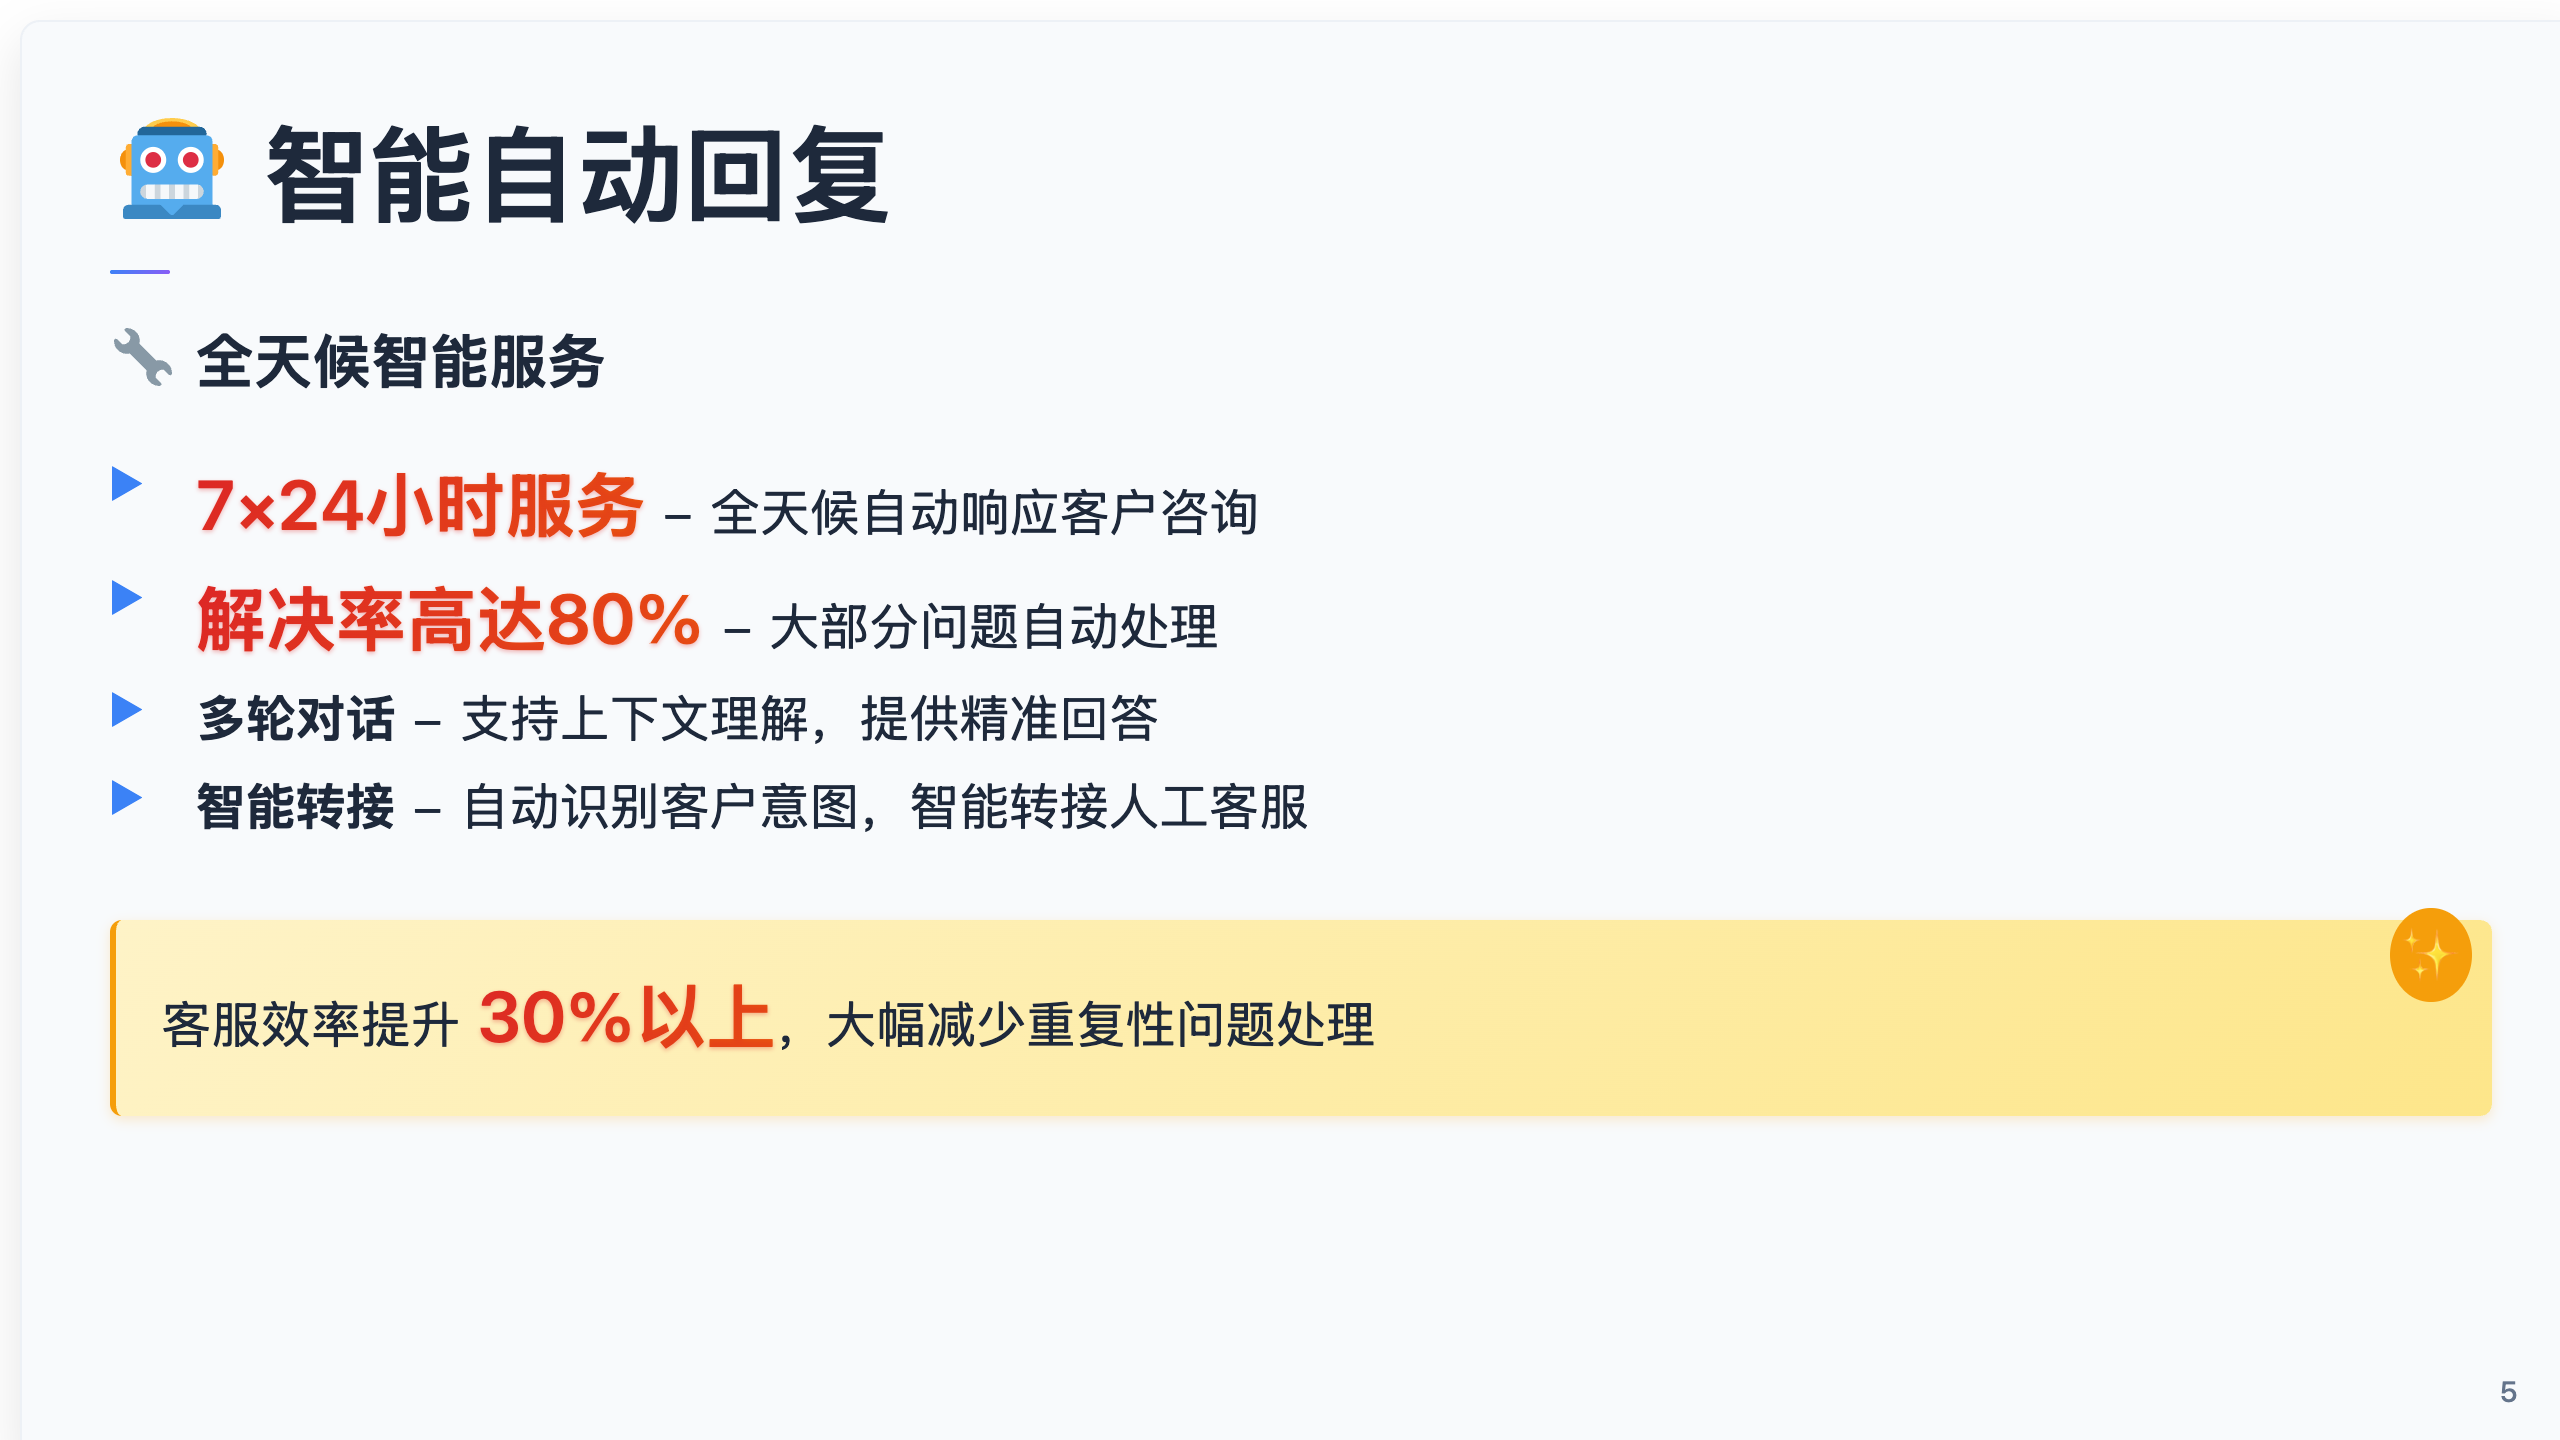 智能自动回复
全天候智能服务
7×24小时服务 – 全天候自动响应客户咨询
解决率高达80% – 大部分问题自动处理
多轮对话 – 支持上下文理解，提供精准回答
智能转接 – 自动识别客户意图，智能转接人工客服
客服效率提升 30%以上，大幅减少重复性问题处理
5